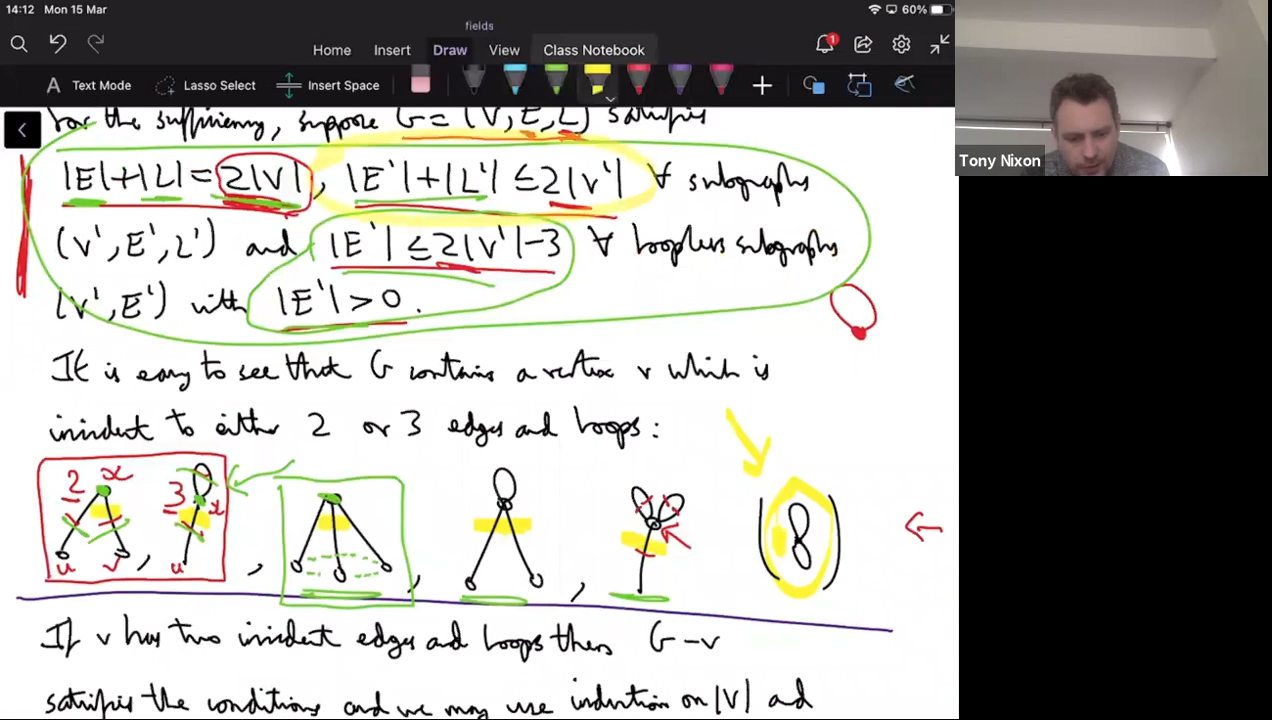 14:12 Mon 15 Mar
60%
fields
Home Insert Draw View Class Notebook
1
Text Mode Lasso Select Insert Space
Tony Nixon
For the sufficiency, suppose G = (V, E, L) satisfies
|E|+|L| = 2|V|, |E'|+|L'| ≤ 2|V'| ∀ subgraphs
(V', E', L') and |E'| ≤ 2|V'|-3 ∀ loopless subgraphs
(V', E') with |E'| > 0.
It is easy to see that G contains a vertex v which is
incident to either 2 or 3 edges and loops:
2 x 3 x
u v , u , , , ( )
If v has two incident edges and loops then G-v
satisfies the conditions and we may use induction on |V| and